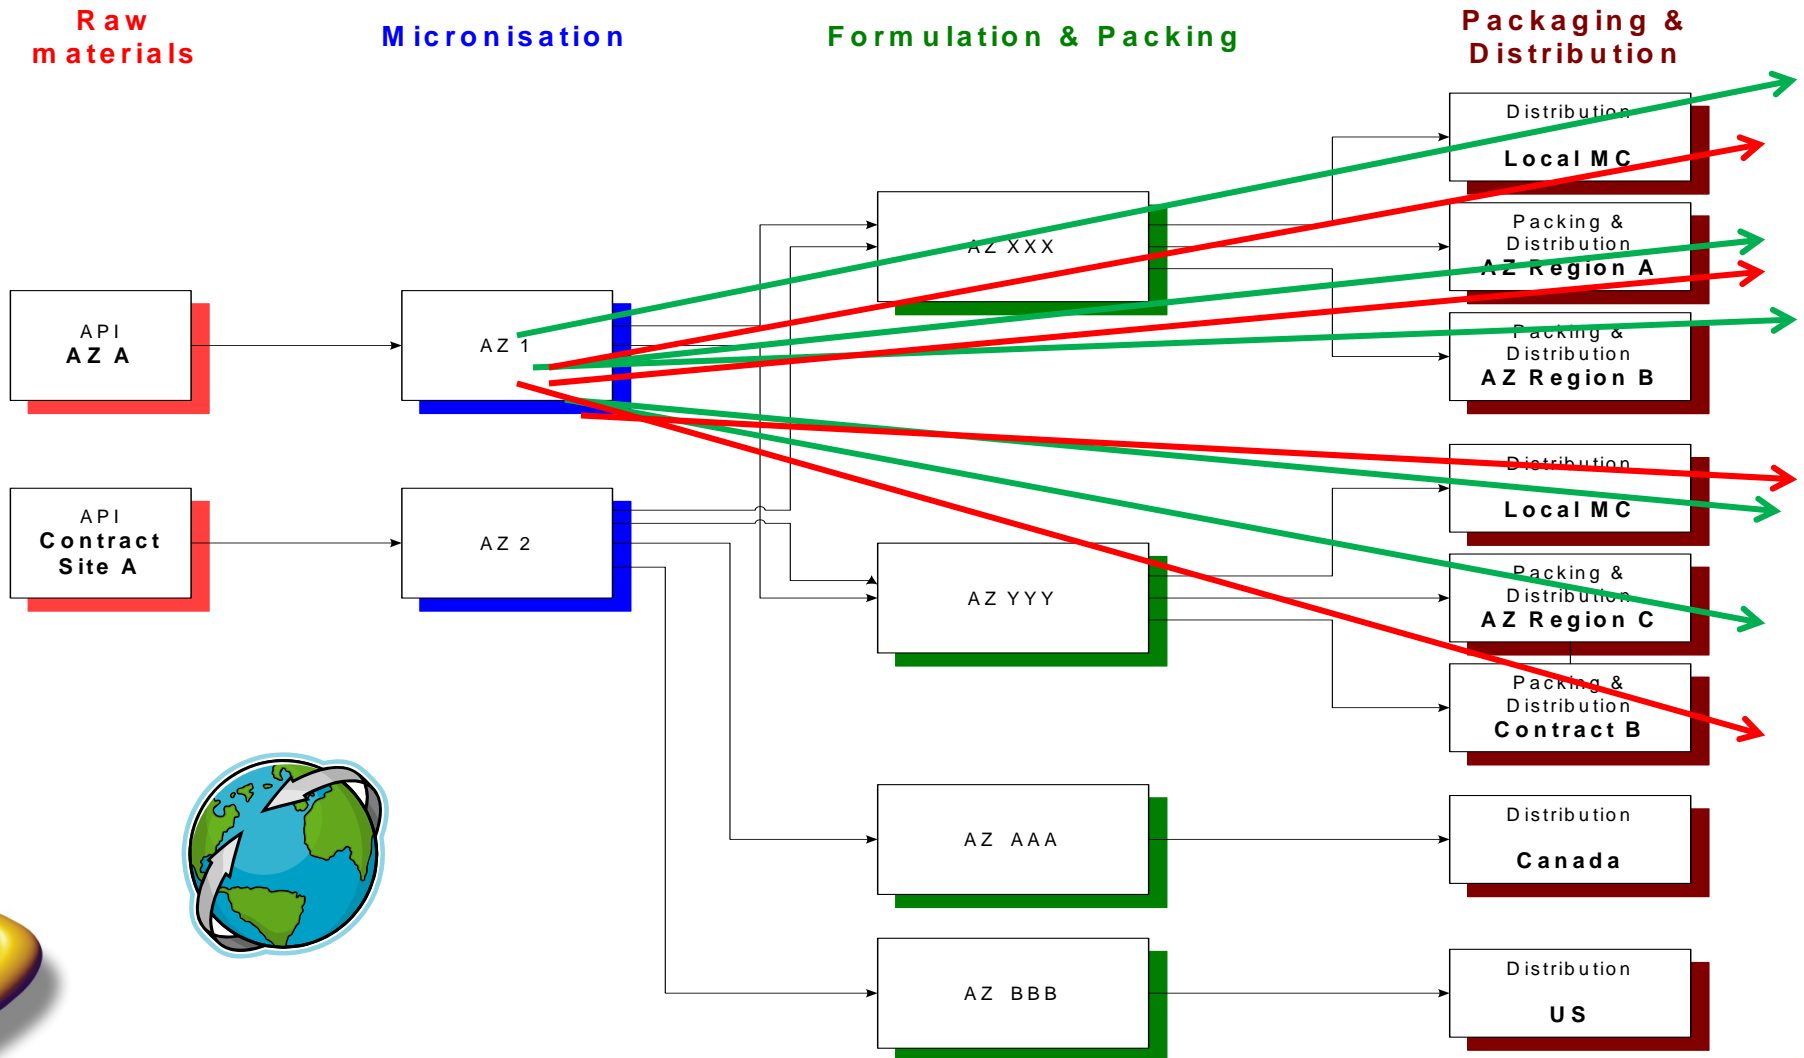 Raw
materials
Micronisation
Formulation & Packing
Packaging &
Distribution
API
AZ A
API
Contract
Site A
AZ 1
AZ 2
AZ XXX
AZ YYY
AZ AAA
AZ BBB
Distribution
Local MC
Packing &
Distribution
AZ Region A
Packing &
Distribution
AZ Region B
Distribution
Local MC
Packing &
Distribution
AZ Region C
Packing &
Distribution
Contract B
Distribution
Canada
Distribution
US